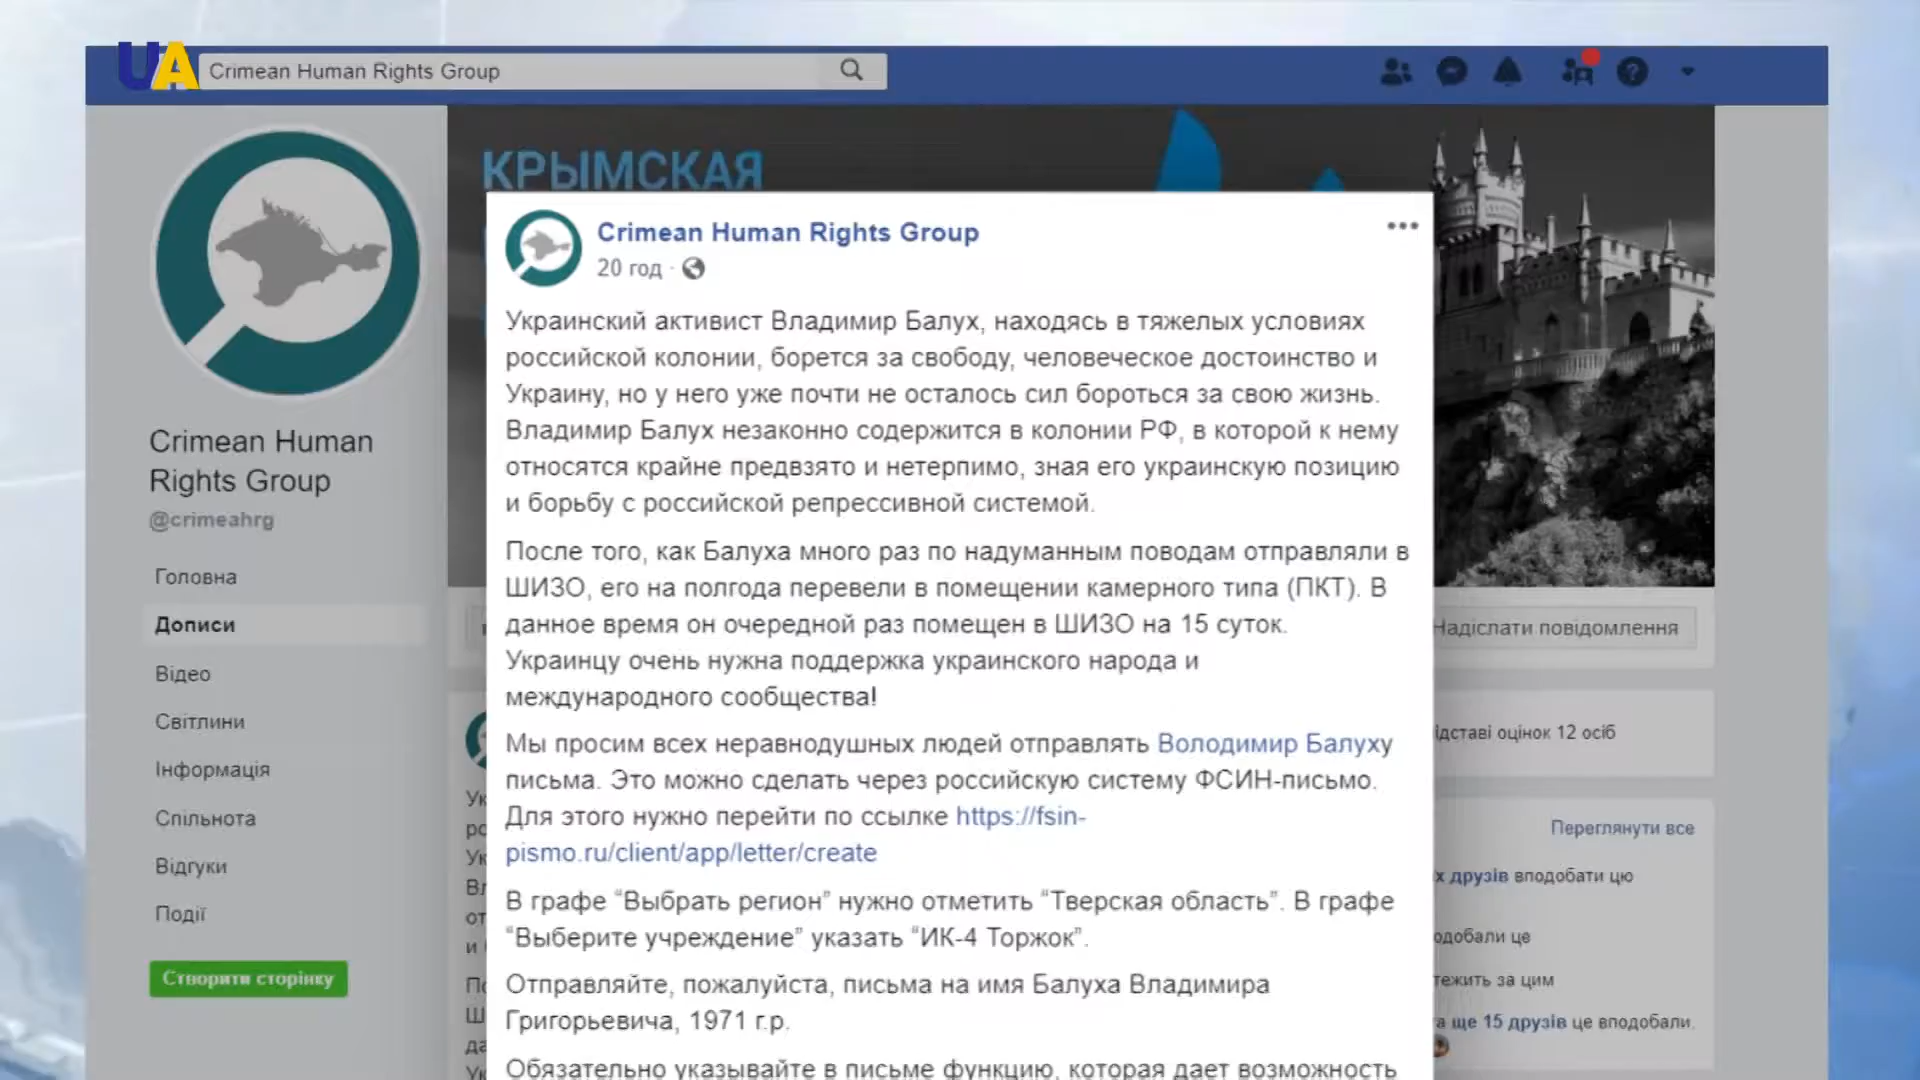 UA
Crimean Human Rights Group
КРЫМСКАЯ
Crimean Human
Rights Group
@crimeahrg
Головна
Дописи
Відео
Світлини
Інформація
Спільнота
Відгуки
Події
Створити сторінку
Crimean Human Rights Group
20 год ·
Украинский активист Владимир Балух, находясь в тяжелых условиях
российской колонии, борется за свободу, человеческое достоинство и
Украину, но у него уже почти не осталось сил бороться за свою жизнь.
Владимир Балух незаконно содержится в колонии РФ, в которой к нему
относятся крайне предвзято и нетерпимо, зная его украинскую позицию
и борьбу с российской репрессивной системой.
После того, как Балуха много раз по надуманным поводам отправляли в
ШИЗО, его на полгода перевели в помещении камерного типа (ПКТ). В
данное время он очередной раз помещен в ШИЗО на 15 суток.
Украинцу очень нужна поддержка украинского народа и
международного сообщества!
Мы просим всех неравнодушных людей отправлять Володимир Балуху
письма. Это можно сделать через российскую систему ФСИН-письмо.
Для этого нужно перейти по ссылке https://fsin-
pismo.ru/client/app/letter/create
В графе “Выбрать регион” нужно отметить “Тверская область”. В графе
“Выберите учреждение” указать “ИК-4 Торжок”.
Отправляйте, пожалуйста, письма на имя Балуха Владимира
Григорьевича, 1971 г.р.
Обязательно указывайте в письме функцию, которая дает возможность
Надіслати повідомлення
ідставі оцінок 12 осіб
Переглянути все
х друзів вподобати цю
одобали це
тежить за цим
а ще 15 друзів це вподобали.